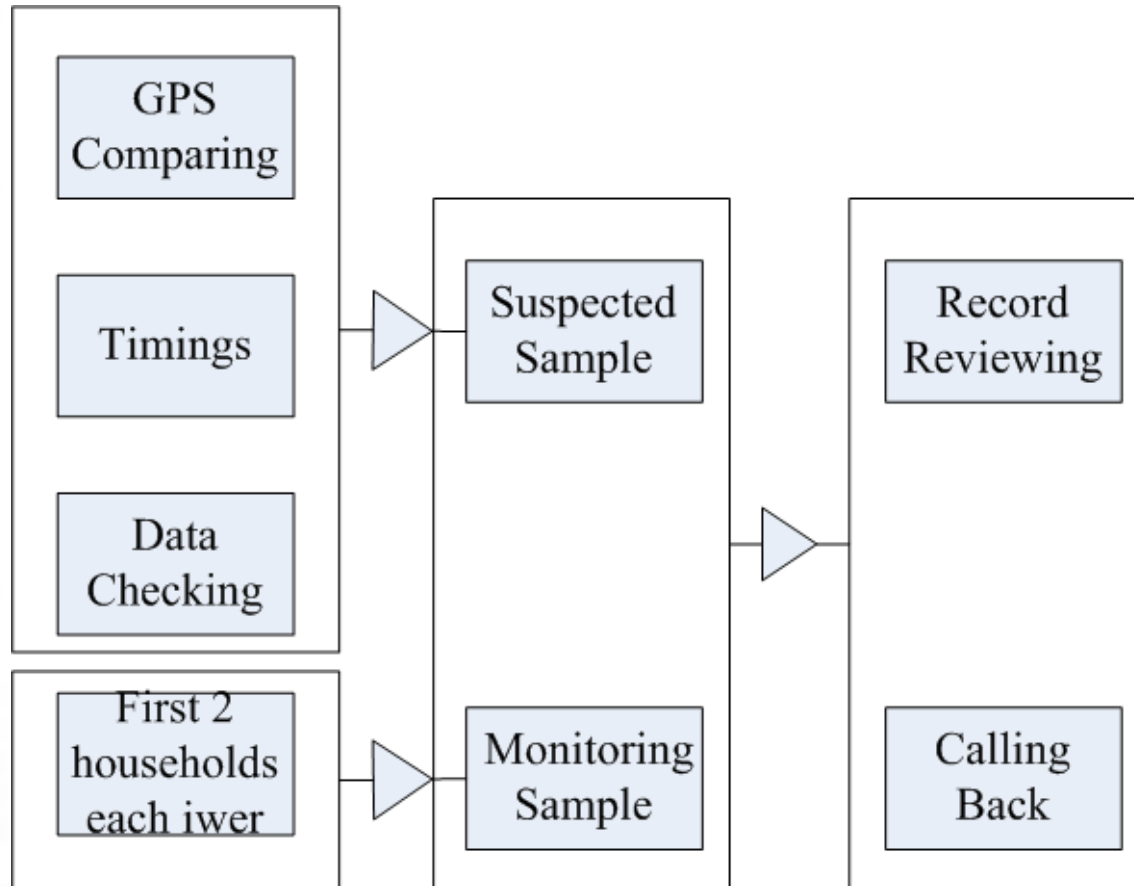 GPS
Comparing
Timings
Data
Checking
First 2
households
each iwer
Suspected
Sample
Monitoring
Sample
Record
Reviewing
Calling
Back